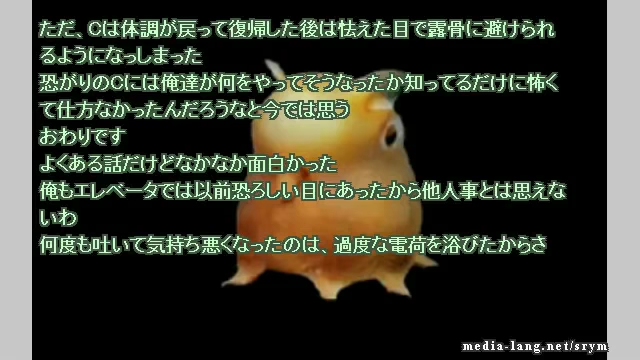 ただ、Cは体調が戻って復帰した後は怯えた目で露骨に避けられ
るようになっしまった
恐がりのCには俺達が何をやってそうなったか知ってるだけに怖く
て仕方なかったんだろうなと今では思う
おわりです
よくある話だけどなかなか面白かった
俺もエレベータでは以前恐ろしい目にあったから他人事とは思えな
いわ
何度も吐いて気持ち悪くなったのは、過度な電荷を浴びたからさ
media-lang.net/srym